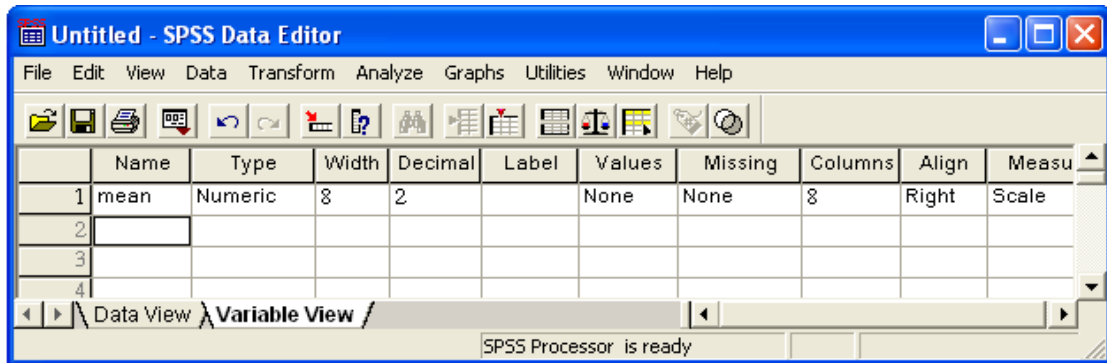 Untitled - SPSS Data Editor
File Edit View Data Transform Analyze Graphs Utilities Window Help
Name Type Width Decimal Label Values Missing Columns Align Measu
1 mean Numeric 8 2 None None 8 Right Scale
2
3
4
Data View Variable View
SPSS Processor is ready